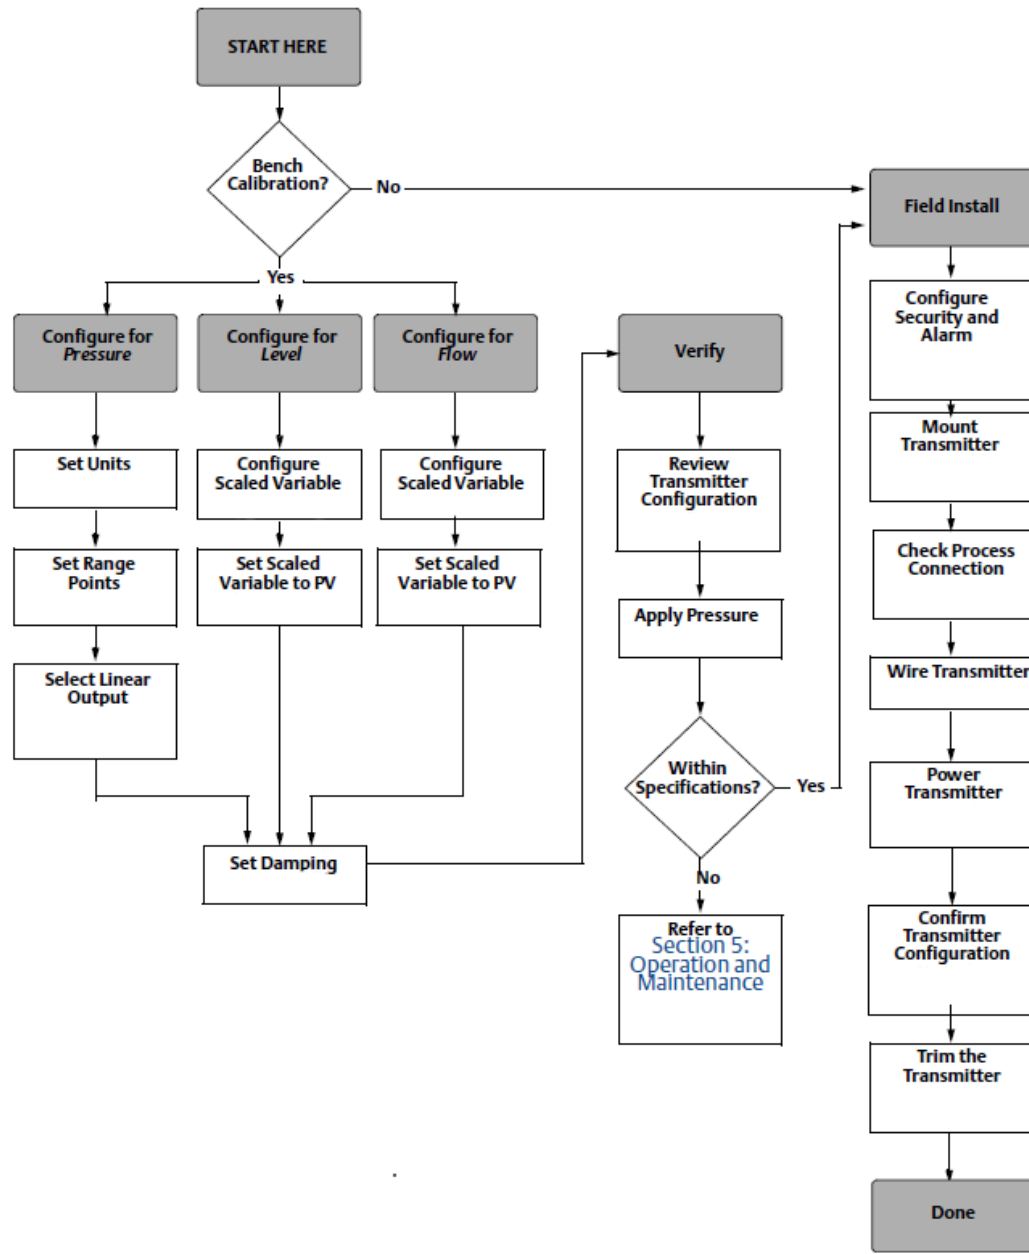 START HERE
Bench
Calibration?
No
Yes
Configure for
Pressure
Configure for
Level
Configure for
Flow
Set Units
Configure
Scaled Variable
Configure
Scaled Variable
Set Range
Points
Set Scaled
Variable to PV
Set Scaled
Variable to PV
Select Linear
Output
Set Damping
Verify
Review
Transmitter
Configuration
Apply Pressure
Within
Specifications?
Yes
No
Refer to
Section 5:
Operation and
Maintenance
Field Install
Configure
Security and
Alarm
Mount
Transmitter
Check Process
Connection
Wire Transmitter
Power
Transmitter
Confirm
Transmitter
Configuration
Trim the
Transmitter
Done